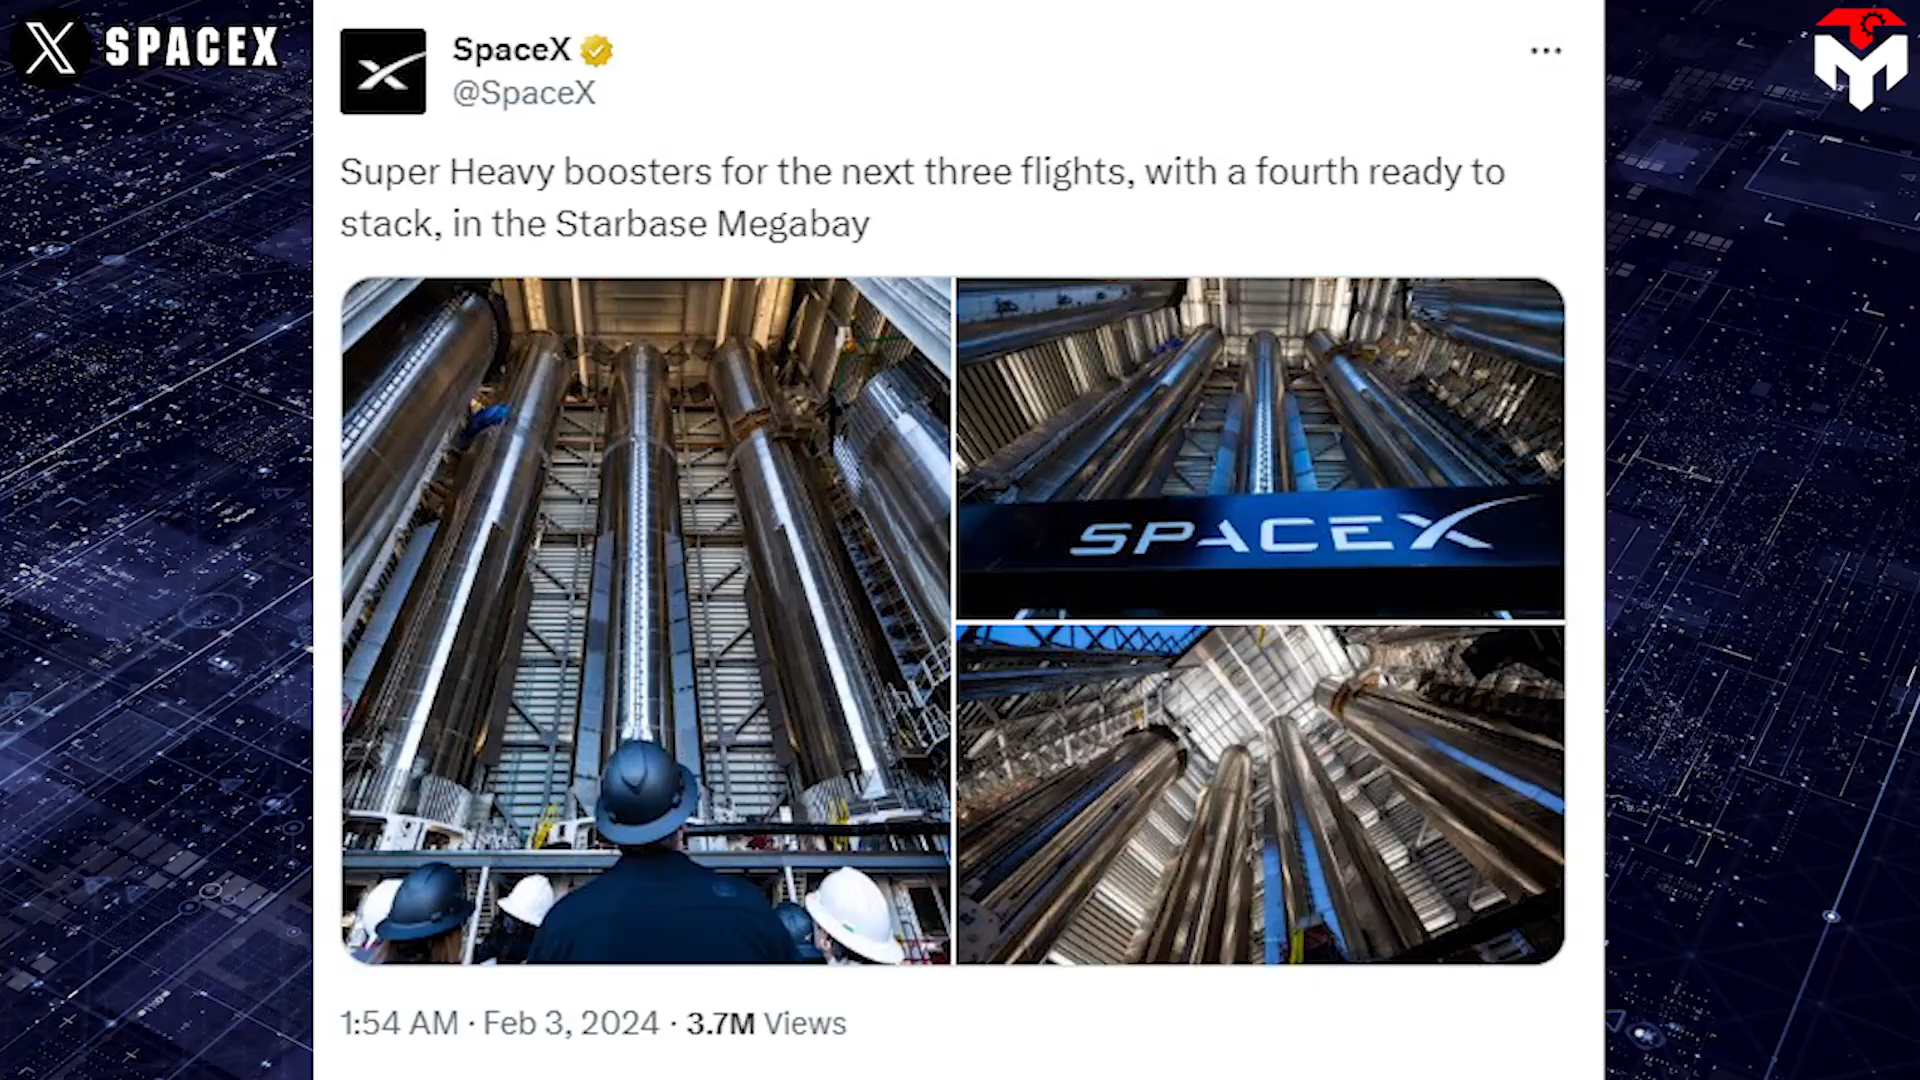 SPACEX
SpaceX
@SpaceX
Super Heavy boosters for the next three flights, with a fourth ready to
stack, in the Starbase Megabay
SPACEX
1:54 AM · Feb 3, 2024 · 3.7M Views